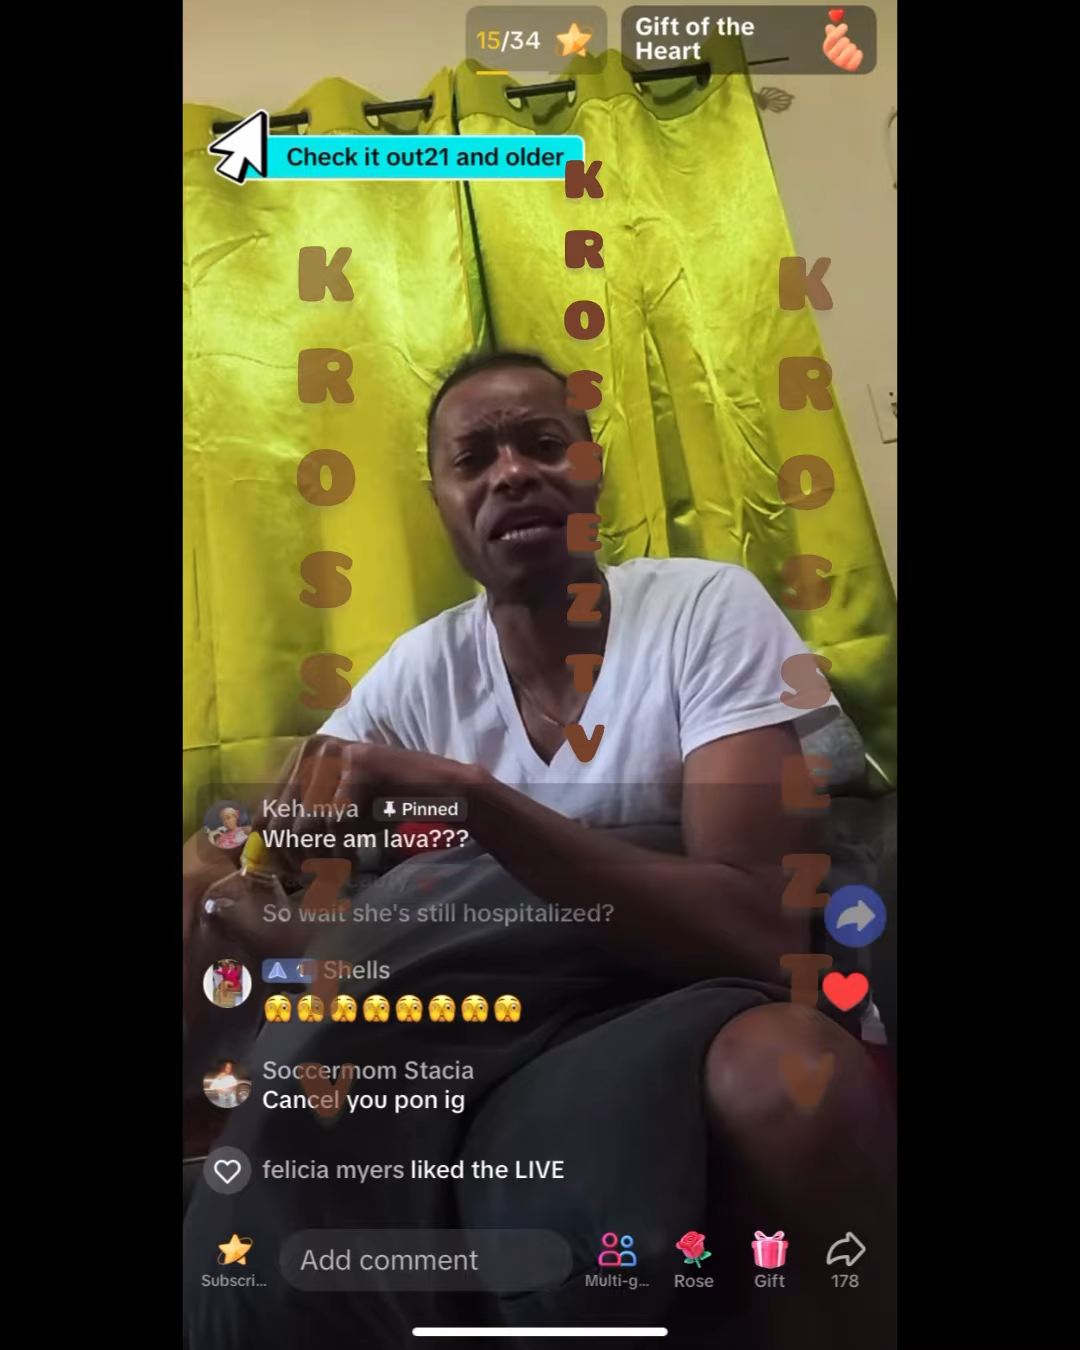 15/34
Gift of the
Heart
Check it out21 and older
KROSSEZTV
KROSSEZTV
KROSSEZTV
Keh.mya Pinned
Where am lava???
So wait she's still hospitalized?
1 Shells
Soccermom Stacia
Cancel you pon ig
felicia myers liked the LIVE
Add comment
Subscri...
Multi-g...
Rose
Gift
178